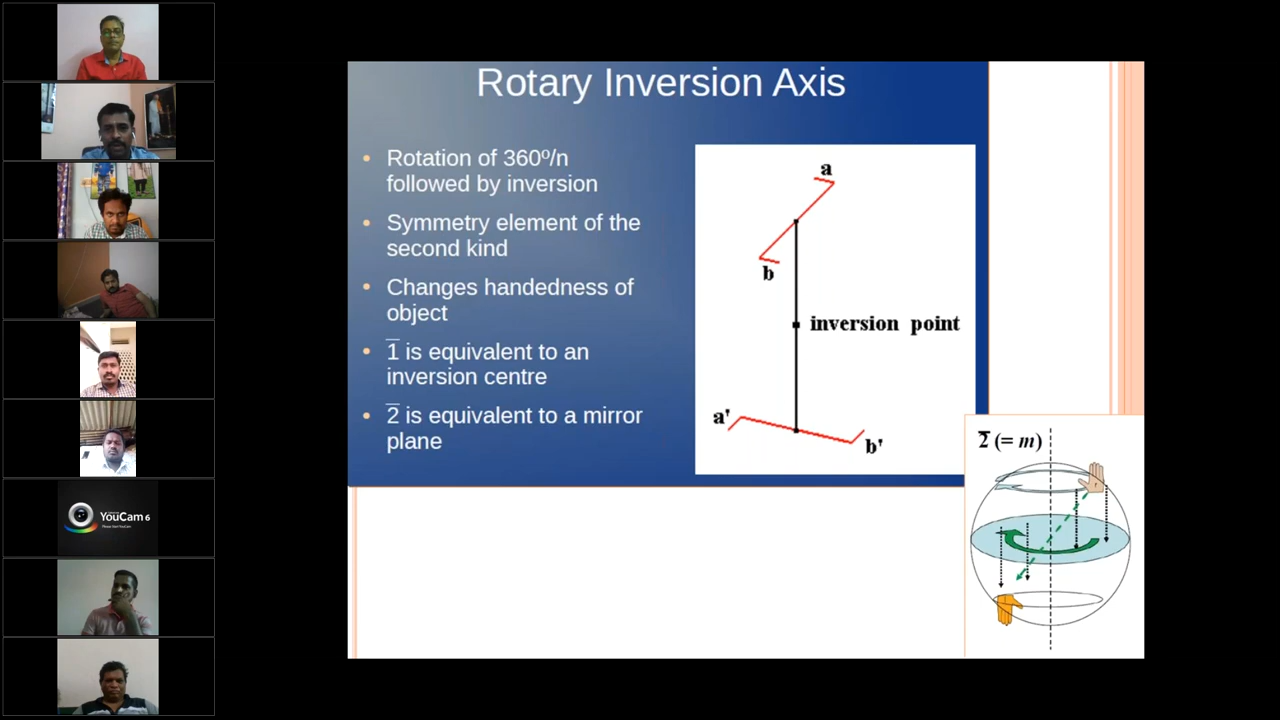 Rotary Inversion Axis
Rotation of 360º/n
followed by inversion
Symmetry element of the
second kind
Changes handedness of
object
1̅ is equivalent to an
inversion centre
2̅ is equivalent to a mirror
plane
a
b
inversion point
a'
b'
2̅ (= m)
YouCam 6